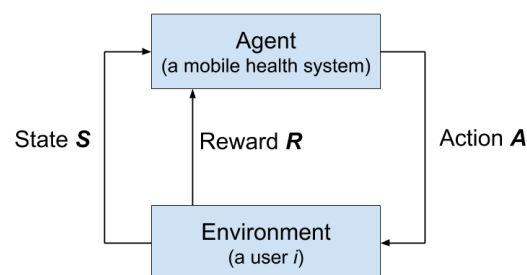 Agent
(a mobile health system)
State S
Reward R
Action A
Environment
(a user i)